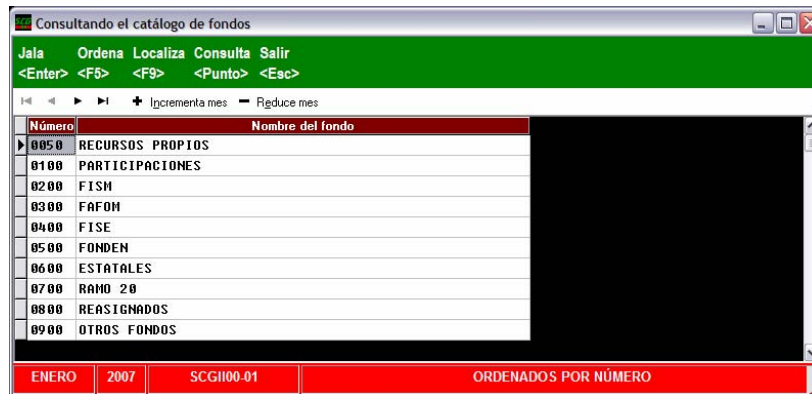 SCG Consultando el catálogo de fondos
Jala Ordena Localiza Consulta Salir
<Enter> <F5> <F9> <Punto> <Esc>
Incrementa mes Reduce mes
Número Nombre del fondo
0050 RECURSOS PROPIOS
0100 PARTICIPACIONES
0200 FISM
0300 FAFOM
0400 FISE
0500 FONDEN
0600 ESTATALES
0700 RAMO 20
0800 REASIGNADOS
0900 OTROS FONDOS
ENERO 2007 SCGII00-01 ORDENADOS POR NÚMERO